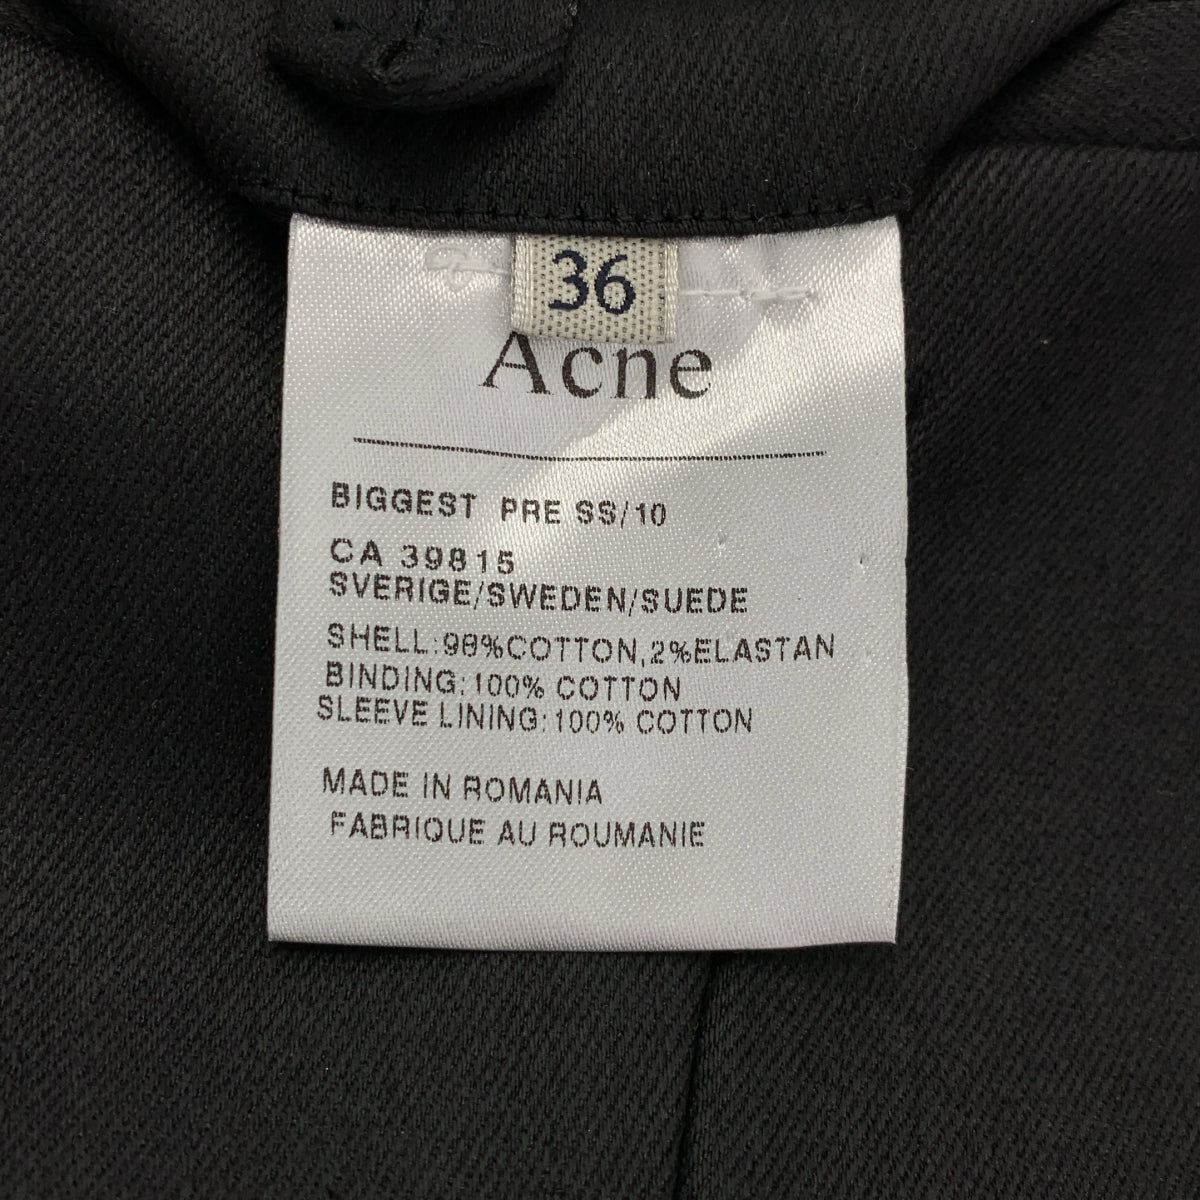 36
Acne
BIGGEST PRE SS/10
CA 39815
SVERIGE/SWEDEN/SUEDE
SHELL:98%COTTON,2%ELASTAN
BINDING:100% COTTON
SLEEVE LINING:100% COTTON
MADE IN ROMANIA
FABRIQUE AU ROUMANIE